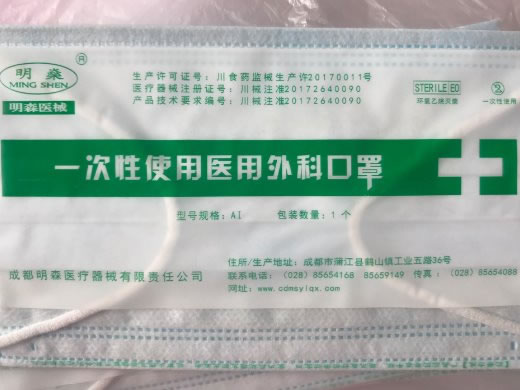 明森
®
MING SHEN
明森医械
生产许可证号：川食药监械生产许20170011号
医疗器械注册证号：川械注准20172640090
产品技术要求编号：川械注准20172640090
STERILE EO
环氧乙烷灭菌
②
一次性使用
一次性使用医用外科口罩
型号规格：AI 包装数量：1个
成都明森医疗器械有限责任公司
住所/生产地址：成都市蒲江县鹤山镇工业五路36号
联系电话：（028）85654168 85659149 传真：（028）85654088
网址：www.cdmsylqx.com